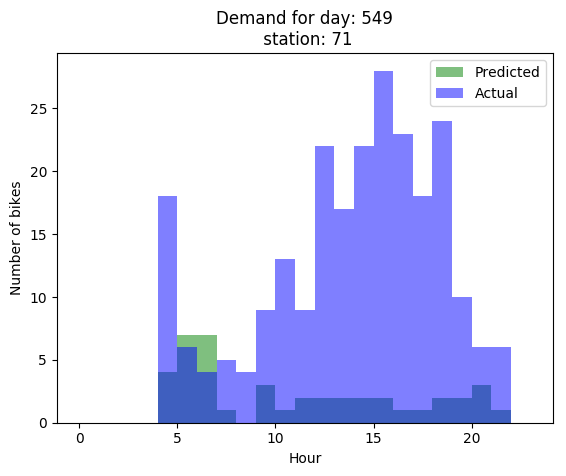 Demand for day: 549
station: 71
Predicted
Actual
Number of bikes
25
20
15
10
5
0
0 5 10 15 20
Hour